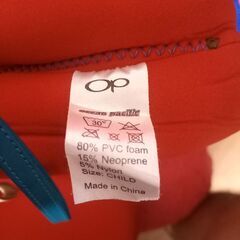 Op
ocean pacific
30°
80% PVC foam
15% Neoprene
5% Nylon
Size: CHILD
Made in China